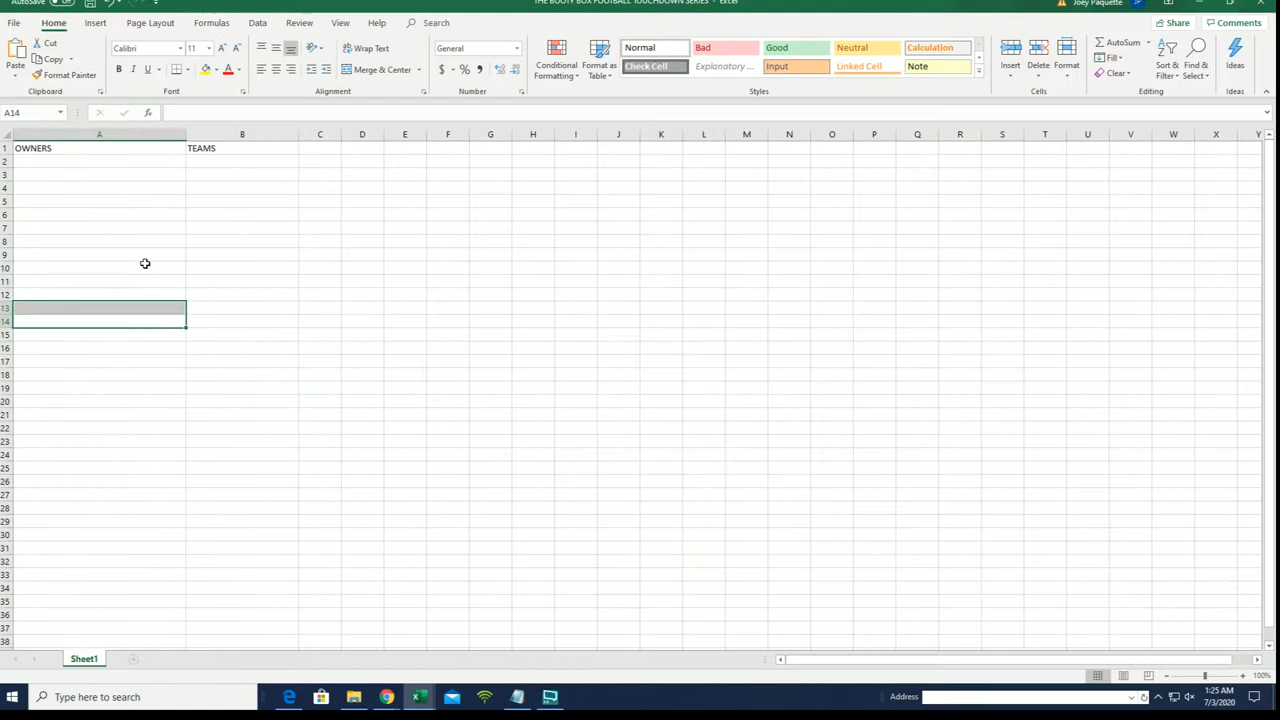 AutoSave
THE BOOTY BOX FOOTBALL TOUCHDOWN SERIES - Excel
Joey Paquette JP
File Home Insert Page Layout Formulas Data Review View Help Search Share Comments
Paste Cut Copy Format Painter Clipboard
Calibri 11 A A B I U A Font
Wrap Text Merge & Center Alignment
General $ % , Number
Conditional Formatting Format as Table
Normal Bad Good Neutral Calculation
Check Cell Explanatory ... Input Linked Cell Note
Styles
Insert Delete Format Cells
AutoSum Fill Clear Sort & Filter Find & Select Editing
Ideas Ideas
A14 fx
A B C D E F G H I J K L M N O P Q R S T U V W X Y
1 OWNERS TEAMS
2
3
4
5
6
7
8
9
10
11
12
13
14
15
16
17
18
19
20
21
22
23
24
25
26
27
28
29
30
31
32
33
34
35
36
37
38
Sheet1
100%
Type here to search
Address
1:25 AM
7/3/2020